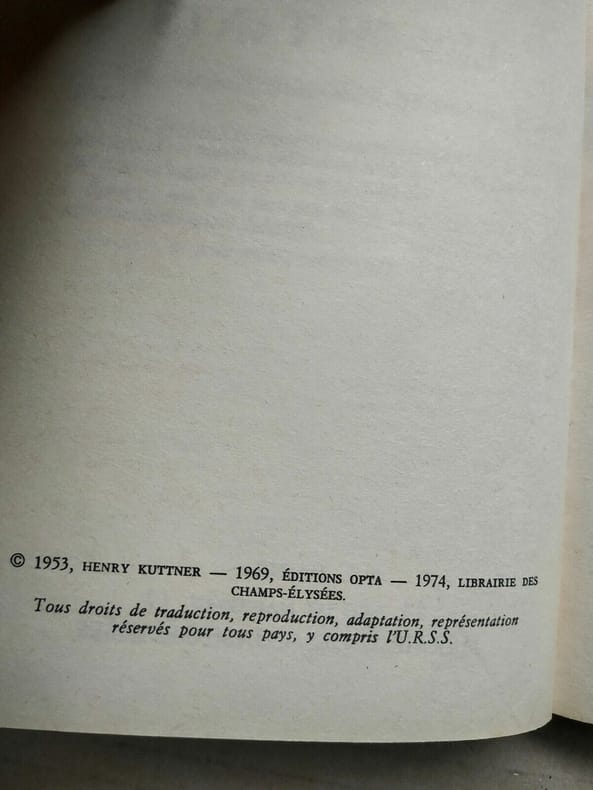 © 1953, HENRY KUTTNER — 1969, ÉDITIONS OPTA — 1974, LIBRAIRIE DES
CHAMPS-ÉLYSÉES.
Tous droits de traduction, reproduction, adaptation, représentation
réservés pour tous pays, y compris l'U.R.S.S.